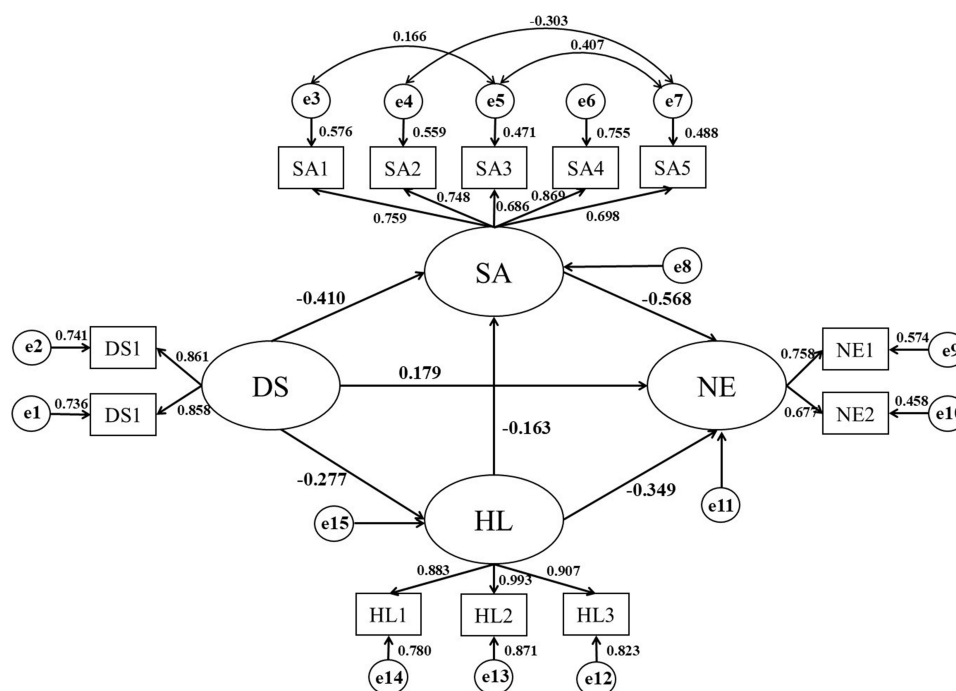 -0.303
0.166
0.407
e3
e4
e5
e6
e7
0.576
0.559
0.471
0.755
0.488
SA1
SA2
SA3
SA4
SA5
0.759
0.748
0.686
0.869
0.698
SA
e8
-0.410
-0.568
e2
0.741
DS1
0.861
e1
0.736
DS1
0.858
DS
0.179
NE
0.758
NE1
0.574
e9
0.677
NE2
0.458
e10
-0.163
-0.277
-0.349
e15
HL
e11
0.883
0.993
0.907
HL1
HL2
HL3
0.780
0.871
0.823
e14
e13
e12